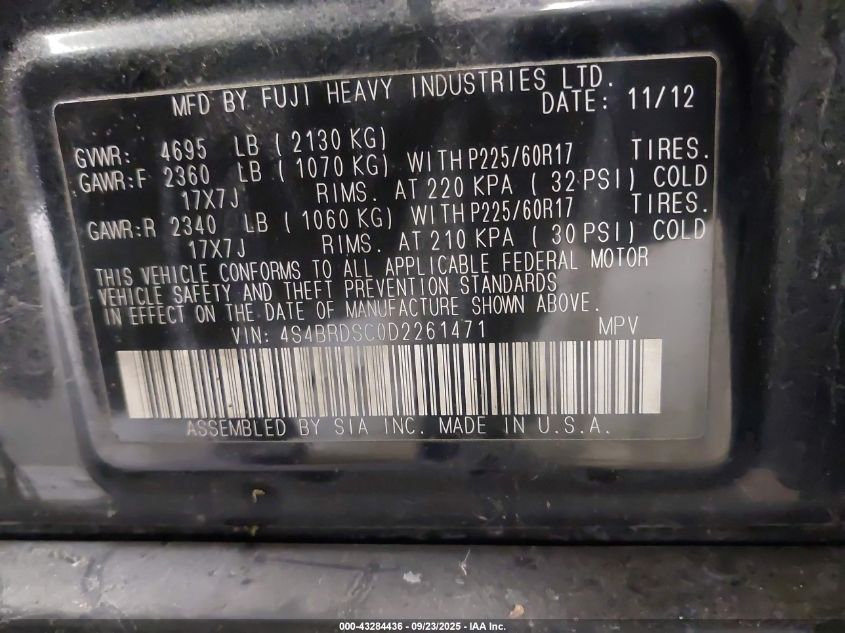 MFD BY FUJI HEAVY INDUSTRIES LTD.
DATE: 11/12
GVWR: 4695 LB ( 2130 KG)
GAWR:F 2360 LB ( 1070 KG) WITH P225/60R17 TIRES.
17X7J RIMS. AT 220 KPA ( 32 PSI) COLD
GAWR:R 2340 LB ( 1060 KG) WITH P225/60R17 TIRES.
17X7J RIMS. AT 210 KPA ( 30 PSI) COLD
THIS VEHICLE CONFORMS TO ALL APPLICABLE FEDERAL MOTOR
VEHICLE SAFETY AND THEFT PREVENTION STANDARDS
IN EFFECT ON THE DATE OF MANUFACTURE SHOWN ABOVE.
VIN: 4S4BRDSC0D2261471 MPV
ASSEMBLED BY SIA INC. MADE IN U.S.A.
000-43284436 - 09/23/2025 - IAA Inc.